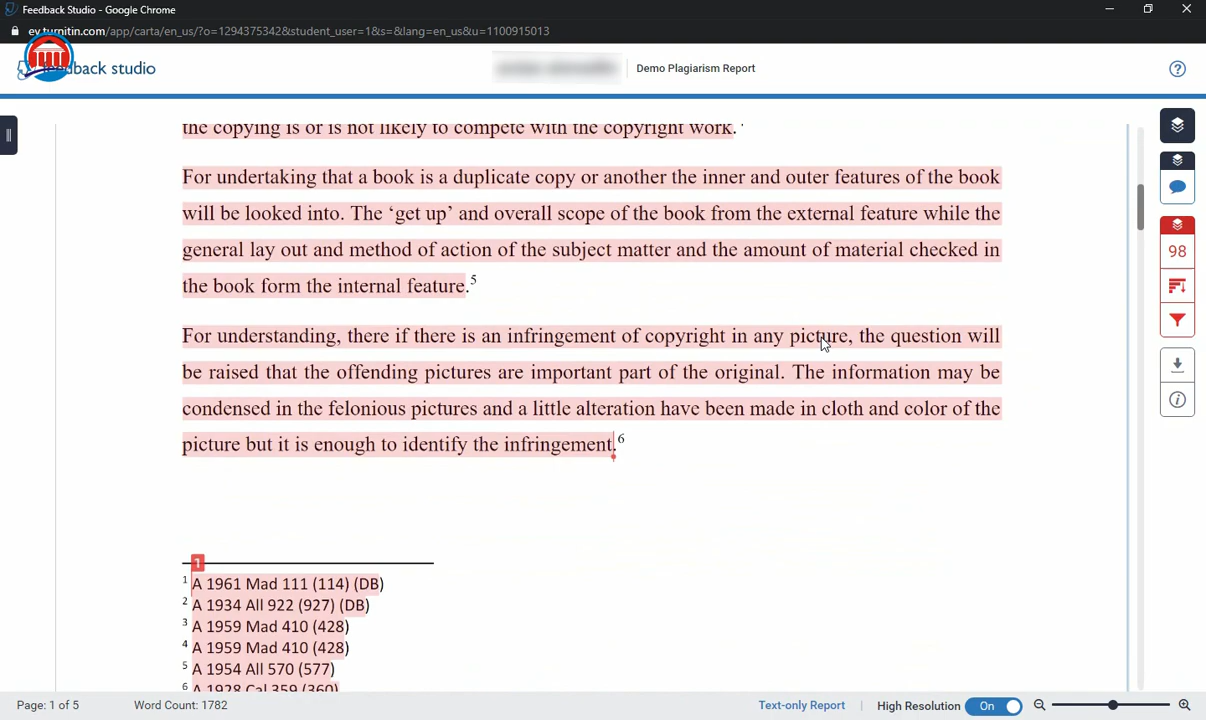 Feedback Studio - Google Chrome
ev.turnitin.com/app/carta/en_us/?o=1294375342&student_user=1&s=&lang=en_us&u=1100915013
feedback studio
Demo Plagiarism Report
the copying is or is not likely to compete with the copyright work.
For undertaking that a book is a duplicate copy or another the inner and outer features of the book
will be looked into. The ‘get up’ and overall scope of the book from the external feature while the
general lay out and method of action of the subject matter and the amount of material checked in
the book form the internal feature.5
98
For understanding, there if there is an infringement of copyright in any picture, the question will
be raised that the offending pictures are important part of the original. The information may be
condensed in the felonious pictures and a little alteration have been made in cloth and color of the
picture but it is enough to identify the infringement.6
1
1 A 1961 Mad 111 (114) (DB)
2 A 1934 All 922 (927) (DB)
3 A 1959 Mad 410 (428)
4 A 1959 Mad 410 (428)
5 A 1954 All 570 (577)
6 A 1928 Cal 359 (360)
Page: 1 of 5
Word Count: 1782
Text-only Report
High Resolution
On